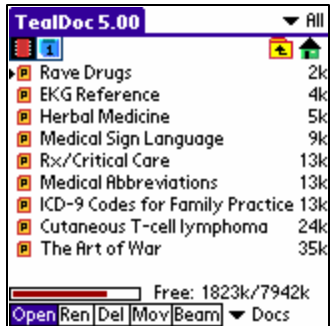 TealDoc 5.00 All
1
Rave Drugs 2k
EKG Reference 4k
Herbal Medicine 5k
Medical Sign Language 9k
Rx/Critical Care 13k
Medical Abbreviations 13k
ICD-9 Codes for Family Practice 13k
Cutaneous T-cell lymphoma 24k
The Art of War 35k
Free: 1823k/7942k
Open Ren Del Mov Beam Docs